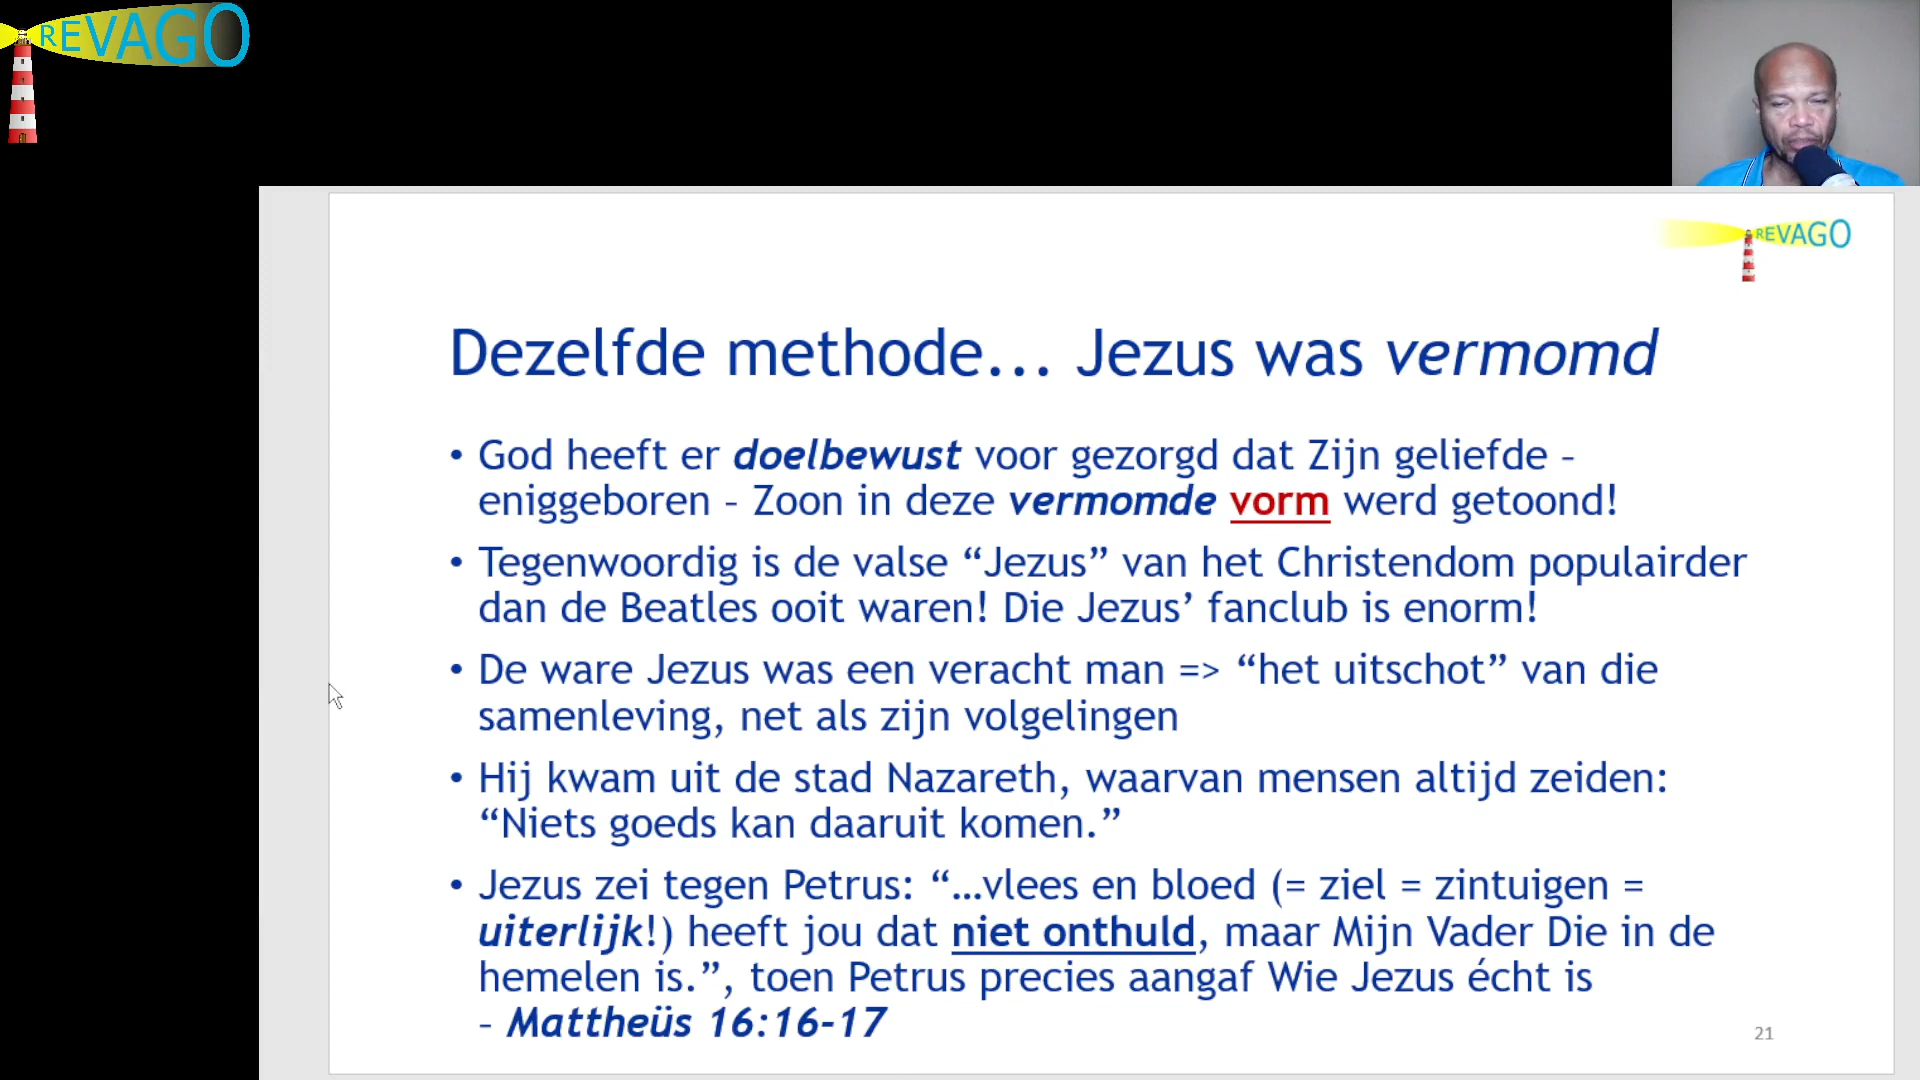 REVAGO
REVAGO
Dezelfde methode... Jezus was vermomd
• God heeft er doelbewust voor gezorgd dat Zijn geliefde –
eniggeboren – Zoon in deze vermomde vorm werd getoond!
• Tegenwoordig is de valse “Jezus” van het Christendom populairder
dan de Beatles ooit waren! Die Jezus’ fanclub is enorm!
• De ware Jezus was een veracht man => “het uitschot” van die
samenleving, net als zijn volgelingen
• Hij kwam uit de stad Nazareth, waarvan mensen altijd zeiden:
“Niets goeds kan daaruit komen.”
• Jezus zei tegen Petrus: “…vlees en bloed (= ziel = zintuigen =
uiterlijk!) heeft jou dat niet onthuld, maar Mijn Vader Die in de
hemelen is.”, toen Petrus precies aangaf Wie Jezus écht is
– Mattheüs 16:16-17
21